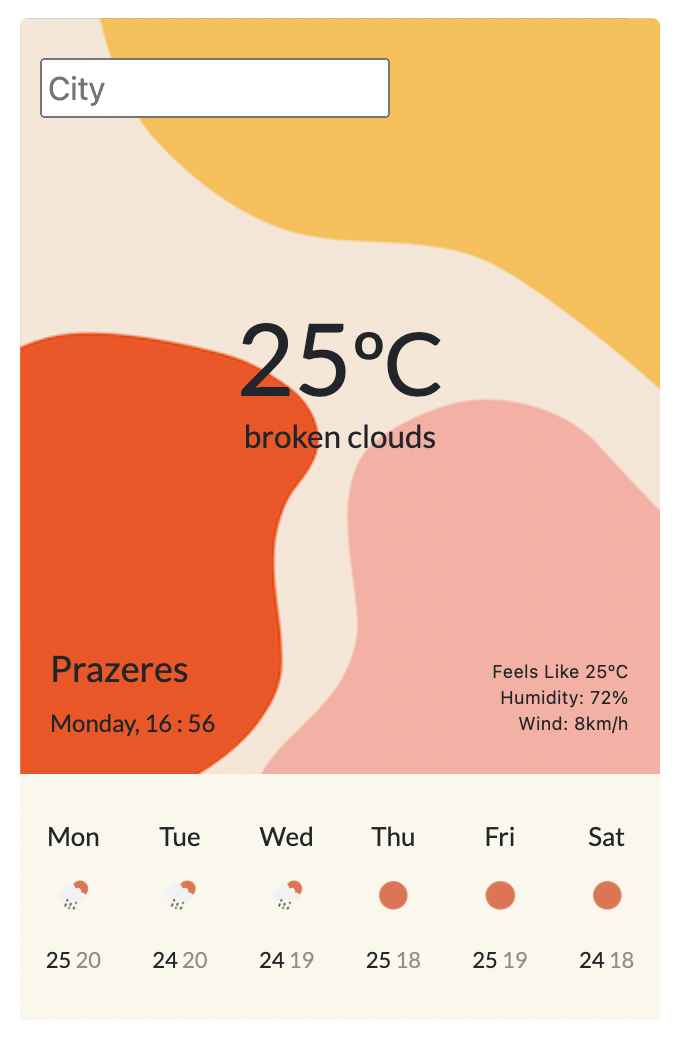 City
25ºC
broken clouds
Prazeres
Monday, 16 : 56
Feels Like 25ºC
Humidity: 72%
Wind: 8km/h
Mon Tue Wed Thu Fri Sat
25 20 24 20 24 19 25 18 25 19 24 18